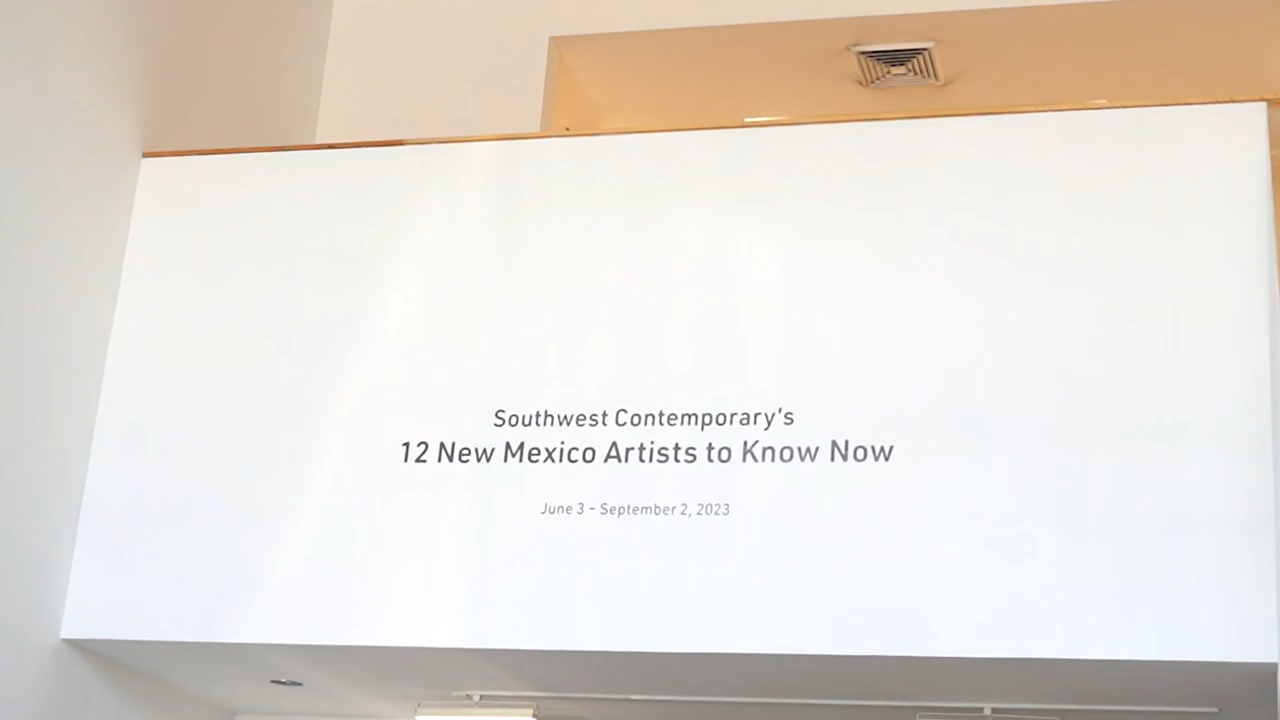 Southwest Contemporary's
12 New Mexico Artists to Know Now
June 3 – September 2, 2023